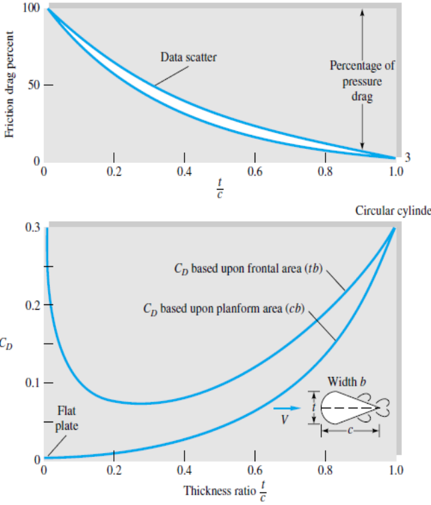 100
Friction drag percent
Data scatter
Percentage of
pressure
drag
50
0
3
0
0.2
0.4
0.6
0.8
1.0
t
c
Circular cylinde
0.3
C_D based upon frontal area (tb)
0.2
C_D based upon planform area (cb)
C_D
Width b
0.1
Flat
plate
t
V
c
0
0
0.2
0.4
0.6
0.8
1.0
Thickness ratio t/c